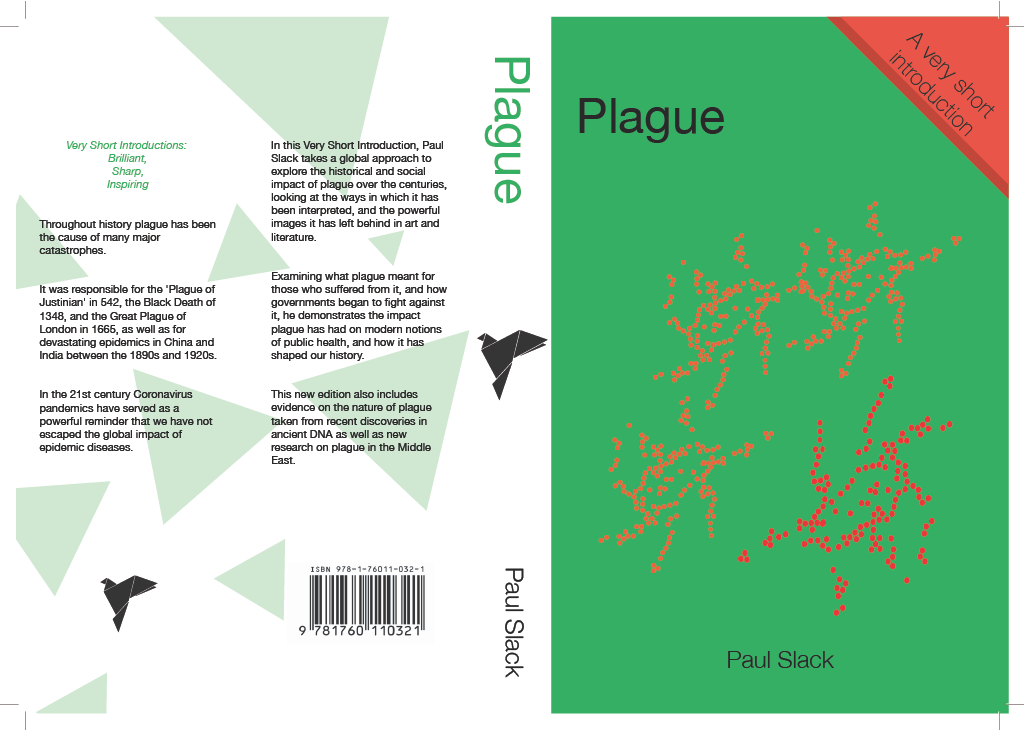 Very Short Introductions:
Brilliant,
Sharp,
Inspiring
Throughout history plague has been
the cause of many major
catastrophes.
It was responsible for the 'Plague of
Justinian' in 542, the Black Death of
1348, and the Great Plague of
London in 1665, as well as for
devastating epidemics in China and
India between the 1890s and 1920s.
In the 21st century Coronavirus
pandemics have served as a
powerful reminder that we have not
escaped the global impact of
epidemic diseases.
In this Very Short Introduction, Paul
Slack takes a global approach to
explore the historical and social
impact of plague over the centuries,
looking at the ways in which it has
been interpreted, and the powerful
images it has left behind in art and
literature.
Examining what plague meant for
those who suffered from it, and how
governments began to fight against
it, he demonstrates the impact
plague has had on modern notions
of public health, and how it has
shaped our history.
This new edition also includes
evidence on the nature of plague
taken from recent discoveries in
ancient DNA as well as new
research on plague in the Middle
East.
ISBN 978-1-76011-032-1
9 781760 110321
Plague
Paul Slack
Plague
A very short
introduction
Paul Slack